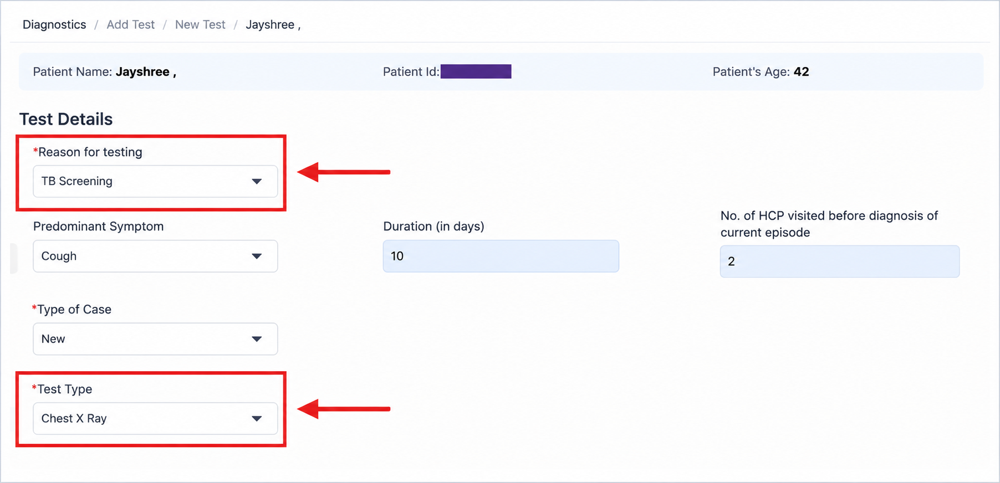 Diagnostics / Add Test / New Test / Jayshree ,
Patient Name: Jayshree , Patient Id: Patient's Age: 42
Test Details
*Reason for testing
TB Screening
Predominant Symptom
Cough
Duration (in days)
10
No. of HCP visited before diagnosis of
current episode
2
*Type of Case
New
*Test Type
Chest X Ray